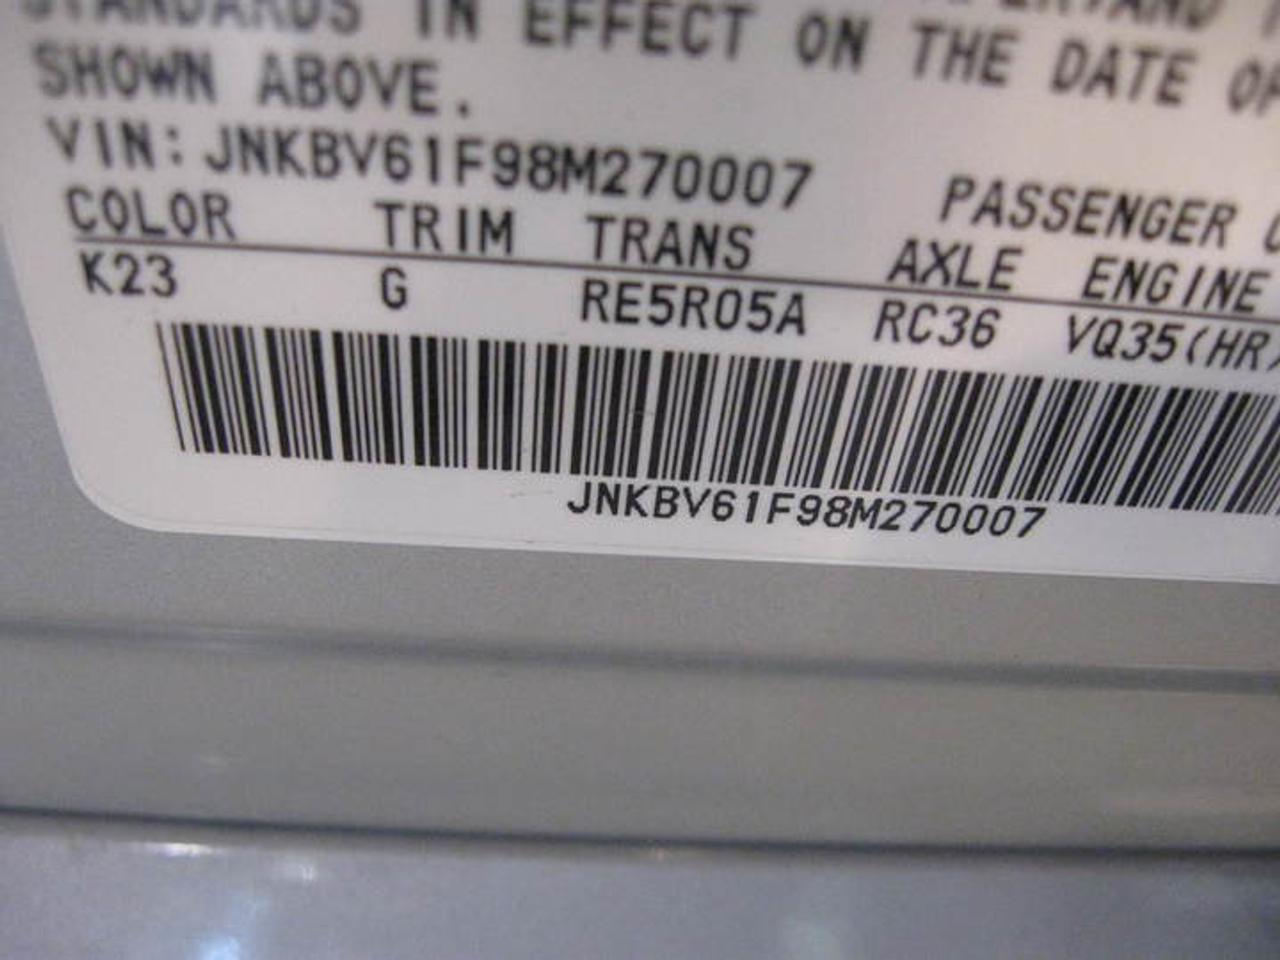 STANDARDS IN EFFECT ON THE DATE OF
SHOWN ABOVE.
VIN: JNKBV61F98M270007 PASSENGER
COLOR TRIM TRANS AXLE ENGINE
K23 G RE5R05A RC36 VQ35(HR)
JNKBV61F98M270007